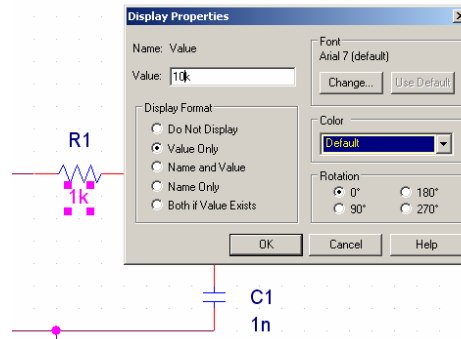 Display Properties
Name: Value
Value: 10k
Display Format
Do Not Display
Value Only
Name and Value
Name Only
Both if Value Exists
Font
Arial 7 (default)
Change...
Use Default
Color
Default
Rotation
0° 180°
90° 270°
OK Cancel Help
R1
1k
C1
1n